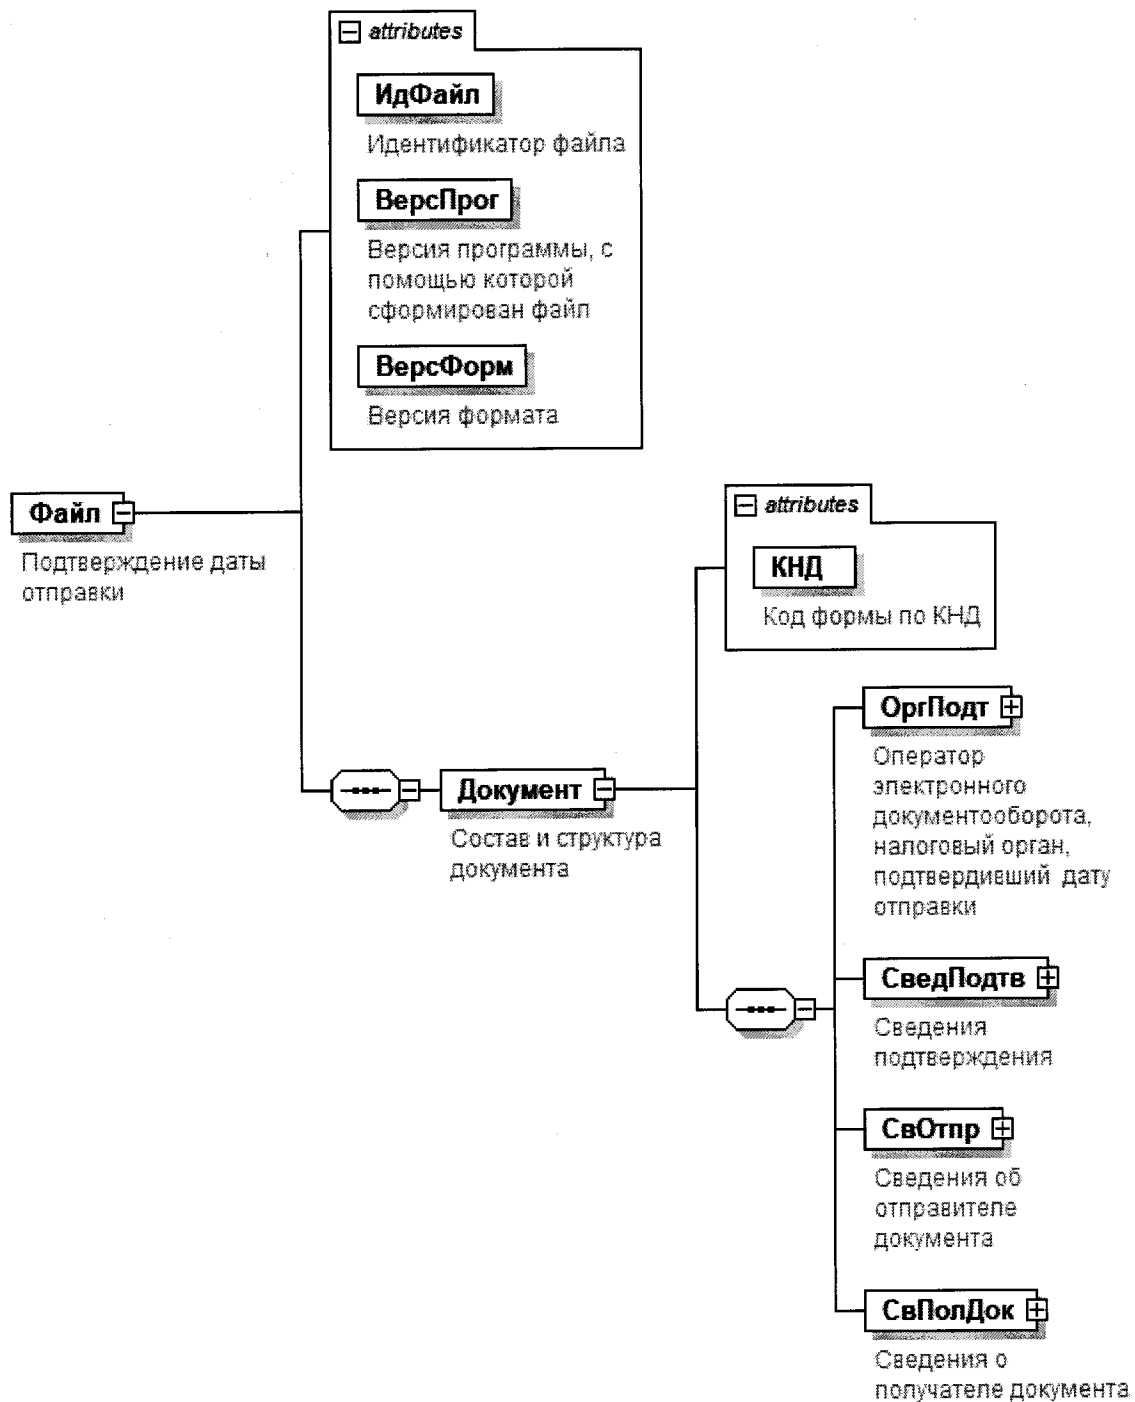 attributes
ИдФайл
Идентификатор файла
ВерсПрог
Версия программы, с
помощью которой
сформирован файл
ВерсФорм
Версия формата
Файл
Подтверждение даты
отправки
attributes
КНД
Код формы по КНД
Документ
Состав и структура
документа
ОргПодт
Оператор
электронного
документооборота,
налоговый орган,
подтвердивший дату
отправки
СведПодтв
Сведения
подтверждения
СвОтпр
Сведения об
отправителе
документа
СвПолДок
Сведения о
получателе документа